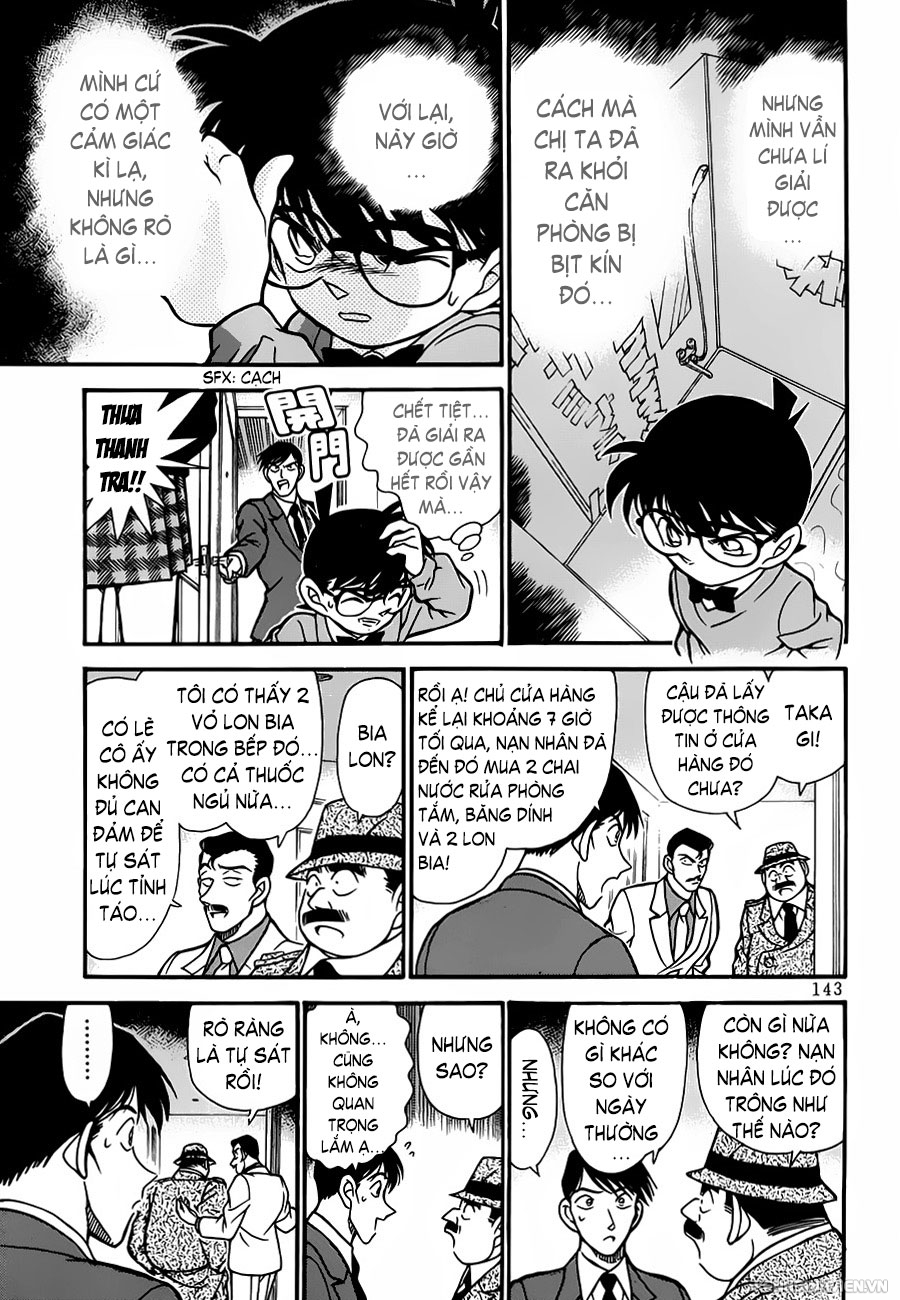 NHƯNG
MÌNH VẪN
CHƯA LÍ
GIẢI
ĐƯỢC
...
CÁCH MÀ
CHỊ TA ĐÃ
RA KHỎI
CĂN
PHÒNG BỊ
BỊT KÍN
ĐÓ...
VỚI LẠI,
NÀY GIỜ
...
MÌNH CỨ
CÓ MỘT
CẢM GIÁC
KÌ LẠ,
NHƯNG
KHÔNG RÕ
LÀ GÌ...
SFX: CẠCH
開門
CHẾT TIỆT...
ĐÃ GIẢI RA
ĐƯỢC GẦN
HẾT RỒI VẬY
MÀ...
THƯA
THANH
TRA!!
TAKA
GI!
CẬU ĐÃ LẤY
ĐƯỢC THÔNG
TIN Ở CỬA
HÀNG ĐÓ
CHƯA?
RỒI Ạ! CHỦ CỬA HÀNG
KỂ LẠI KHOẢNG 7 GIỜ
TỐI QUA, NẠN NHÂN ĐÃ
ĐẾN ĐÓ MUA 2 CHAI
NƯỚC RỬA PHÒNG
TẮM, BĂNG DÍNH
VÀ 2 LON
BIA!
BIA
LON?
TÔI CÓ THẤY 2
VỎ LON BIA
TRONG BẾP ĐÓ...
CÓ CẢ THUỐC
NGỦ NỮA...
CÓ LẼ
CÔ ẤY
KHÔNG
ĐỦ CAN
ĐẢM ĐỂ
TỰ SÁT
LÚC TỈNH
TÁO...
143
CÒN GÌ NỮA
KHÔNG? NẠN
NHÂN LÚC ĐÓ
TRÔNG NHƯ
THẾ NÀO?
KHÔNG CÓ
GÌ KHÁC
SO VỚI
NGÀY
THƯỜNG
...
NHƯNG...
NHƯNG
SAO?
À,
KHÔNG...
CŨNG
KHÔNG
QUAN
TRỌNG
LẮM Ạ...
RÕ RÀNG
LÀ TỰ SÁT
RỒI!
........